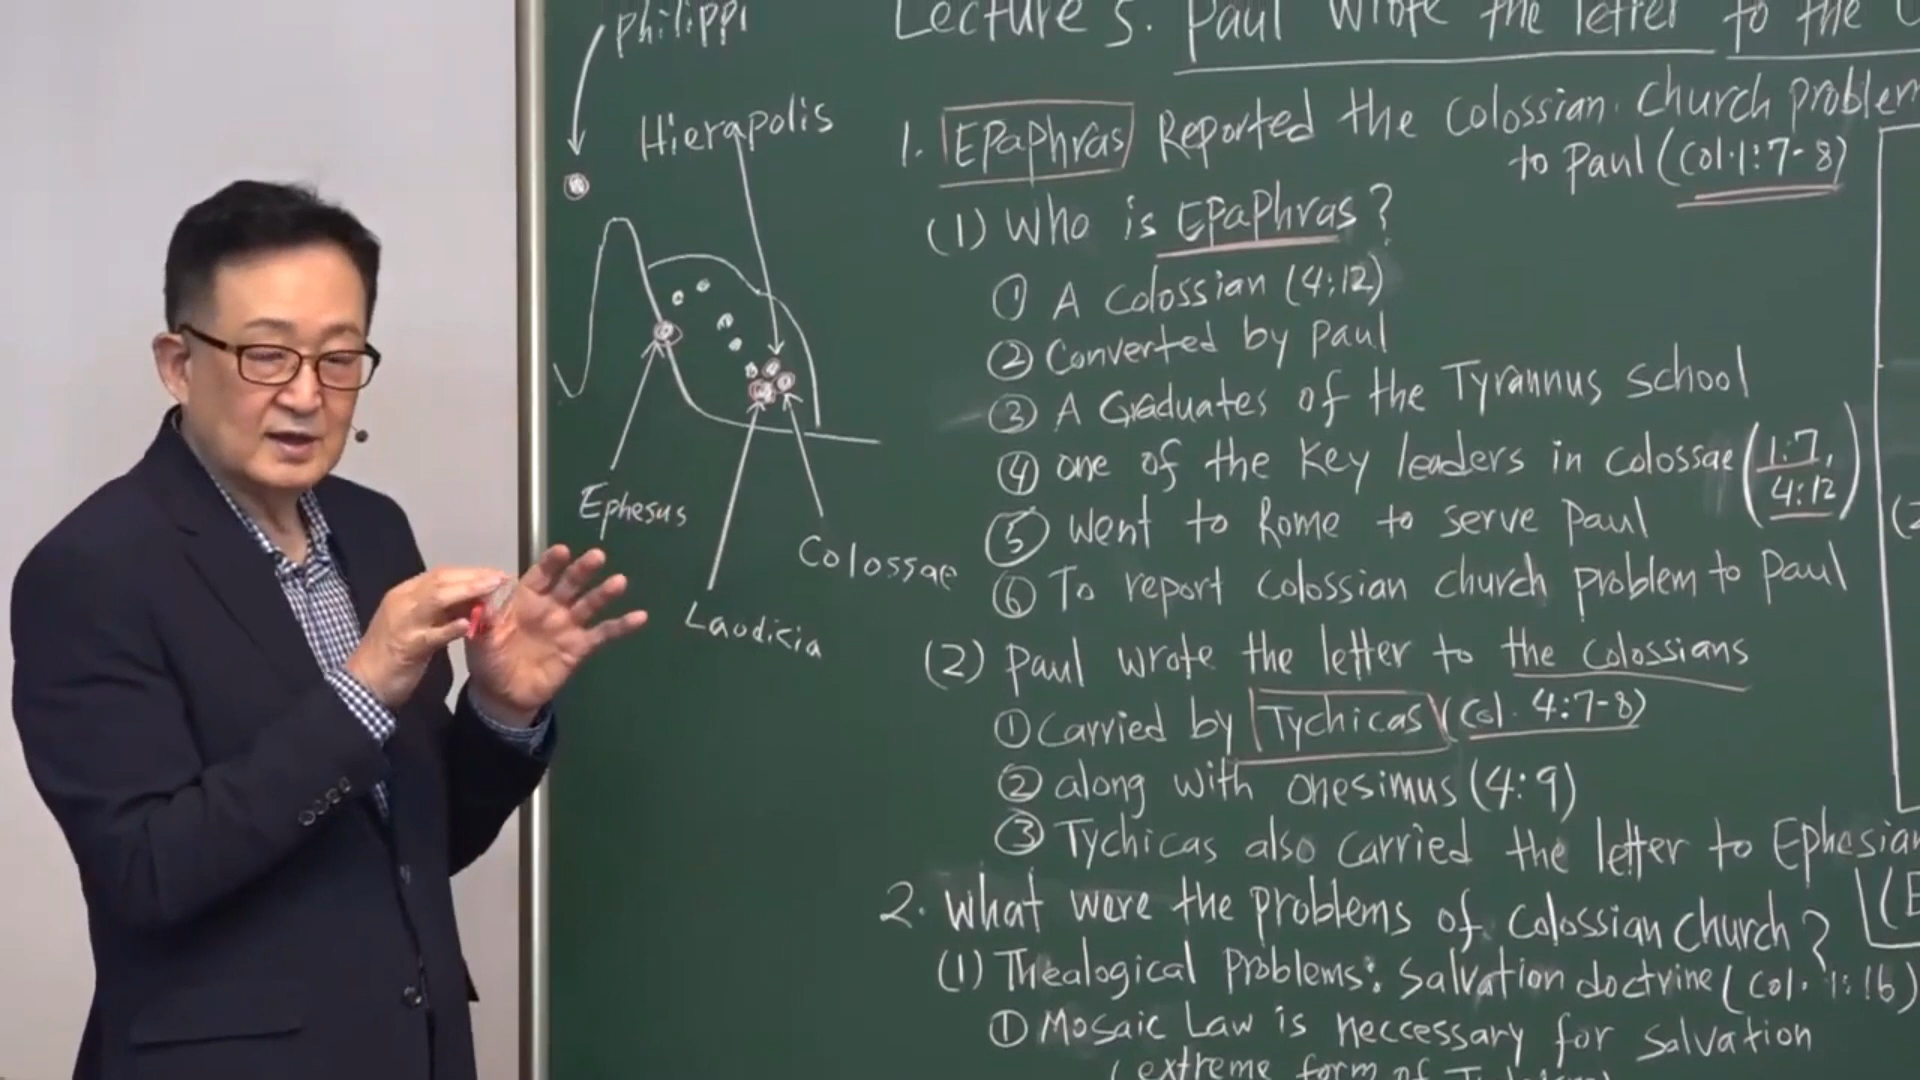 Philippi
Hierapolis
Ephesus
Colossae
Laodicia
Lecture 5. Paul wrote the letter to the
1. Epaphras Reported the Colossian Church problem
to Paul (Col. 1:7-8)
(1) Who is Epaphras?
① A Colossian (4:12)
② Converted by Paul
③ A Graduates of the Tyrannus School
④ one of the key leaders in Colossae (1:7, 4:12)
⑤ went to Rome to serve Paul
⑥ To report Colossian church problem to Paul
(2) Paul wrote the letter to the Colossians
① Carried by Tychicas (Col. 4:7-8)
② along with Onesimus (4:9)
③ Tychicas also carried the letter to Ephesian
2. What were the problems of Colossian church?
(1) Thealogical Problems: Salvation doctrine (Col. 1:16)
① Mosaic Law is neccessary for Salvation
(extreme form of